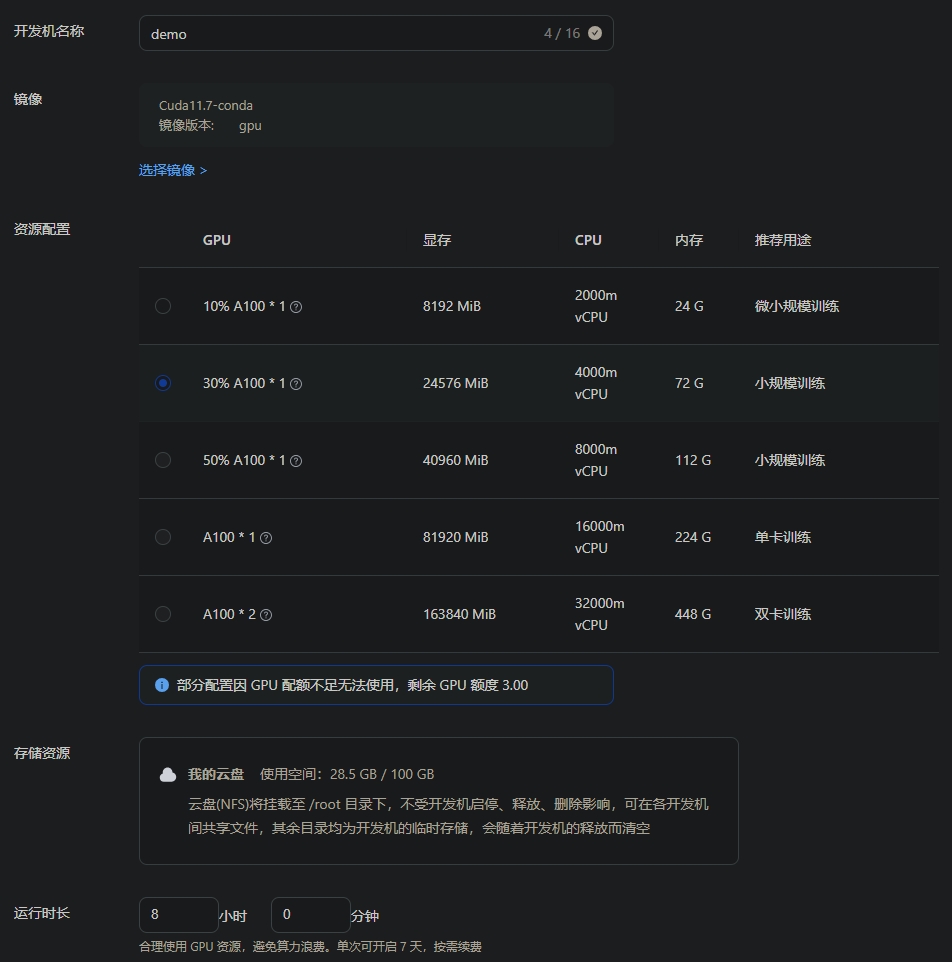 开发机名称
demo 4 / 16
镜像
Cuda11.7-conda
镜像版本: gpu
选择镜像 >
资源配置
GPU 显存 CPU 内存 推荐用途
10% A100 * 1 8192 MiB 2000m vCPU 24 G 微小规模训练
30% A100 * 1 24576 MiB 4000m vCPU 72 G 小规模训练
50% A100 * 1 40960 MiB 8000m vCPU 112 G 小规模训练
A100 * 1 81920 MiB 16000m vCPU 224 G 单卡训练
A100 * 2 163840 MiB 32000m vCPU 448 G 双卡训练
部分配置因 GPU 配额不足无法使用，剩余 GPU 额度 3.00
存储资源
我的云盘 使用空间：28.5 GB / 100 GB
云盘(NFS)将挂载至 /root 目录下，不受开发机启停、释放、删除影响，可在各开发机
间共享文件，其余目录均为开发机的临时存储，会随着开发机的释放而清空
运行时长
8 小时 0 分钟
合理使用 GPU 资源，避免算力浪费。单次可开启 7 天，按需续费